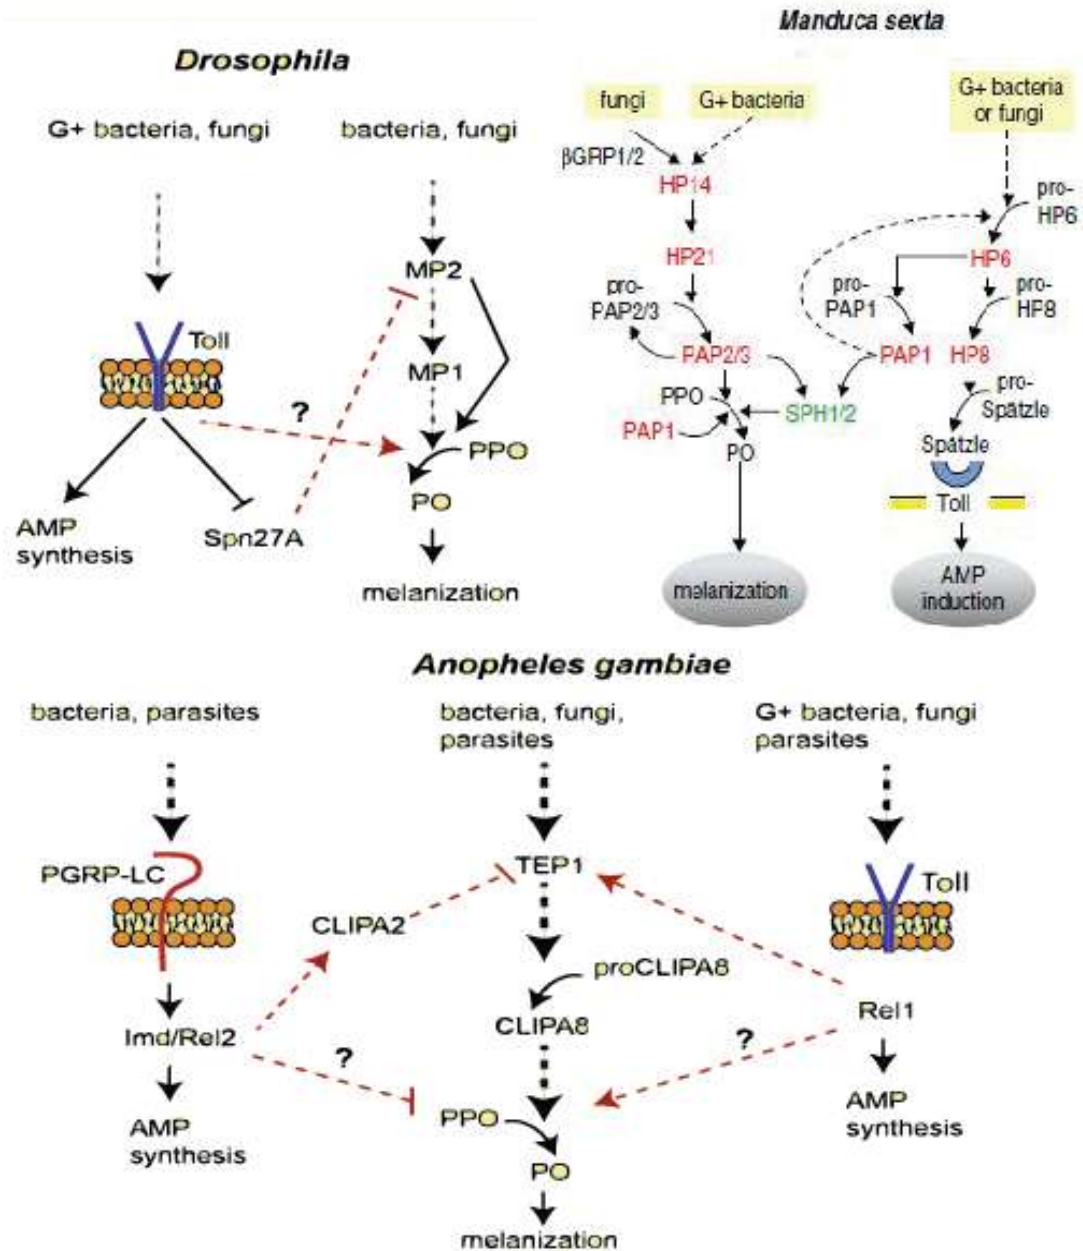 Drosophila
G+ bacteria, fungi
bacteria, fungi
MP2
Toll
MP1
?
PPO
PO
AMP
synthesis
Spn27A
melanization
Manduca sexta
fungi
G+ bacteria
G+ bacteria
or fungi
βGRP1/2
HP14
pro-
HP6
HP21
HP6
pro-
PAP2/3
pro-
PAP1
pro-
HP8
PAP2/3
PAP1
HP8
PPO
SPH1/2
pro-
Spätzle
PAP1
PO
Spätzle
Toll
melanization
AMP
induction
Anopheles gambiae
bacteria, parasites
bacteria, fungi,
parasites
G+ bacteria, fungi
parasites
PGRP-LC
TEP1
Toll
CLIPA2
proCLIPA8
CLIPA8
Imd/Rel2
Rel1
?
?
PPO
AMP
synthesis
AMP
synthesis
PO
melanization